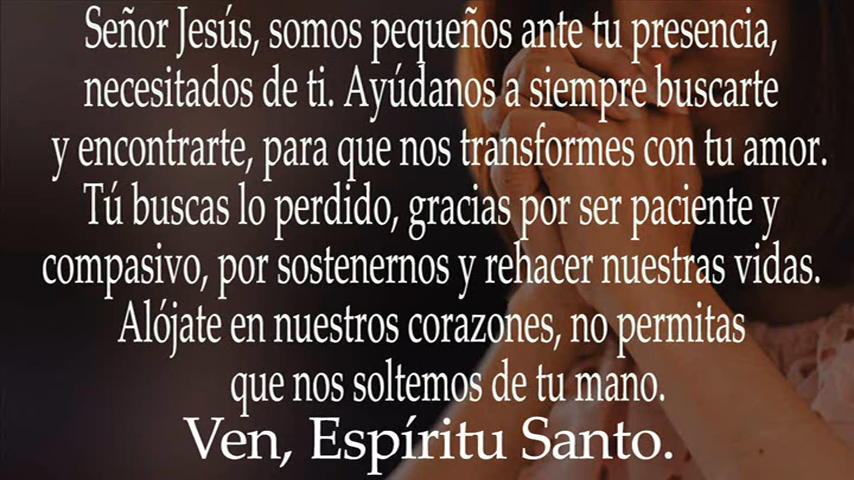 Señor Jesús, somos pequeños ante tu presencia,
necesitados de ti. Ayúdanos a siempre buscarte
y encontrarte, para que nos transformes con tu amor.
Tú buscas lo perdido, gracias por ser paciente y
compasivo, por sostenernos y rehacer nuestras vidas.
Alójate en nuestros corazones, no permitas
que nos soltemos de tu mano.
Ven, Espíritu Santo.